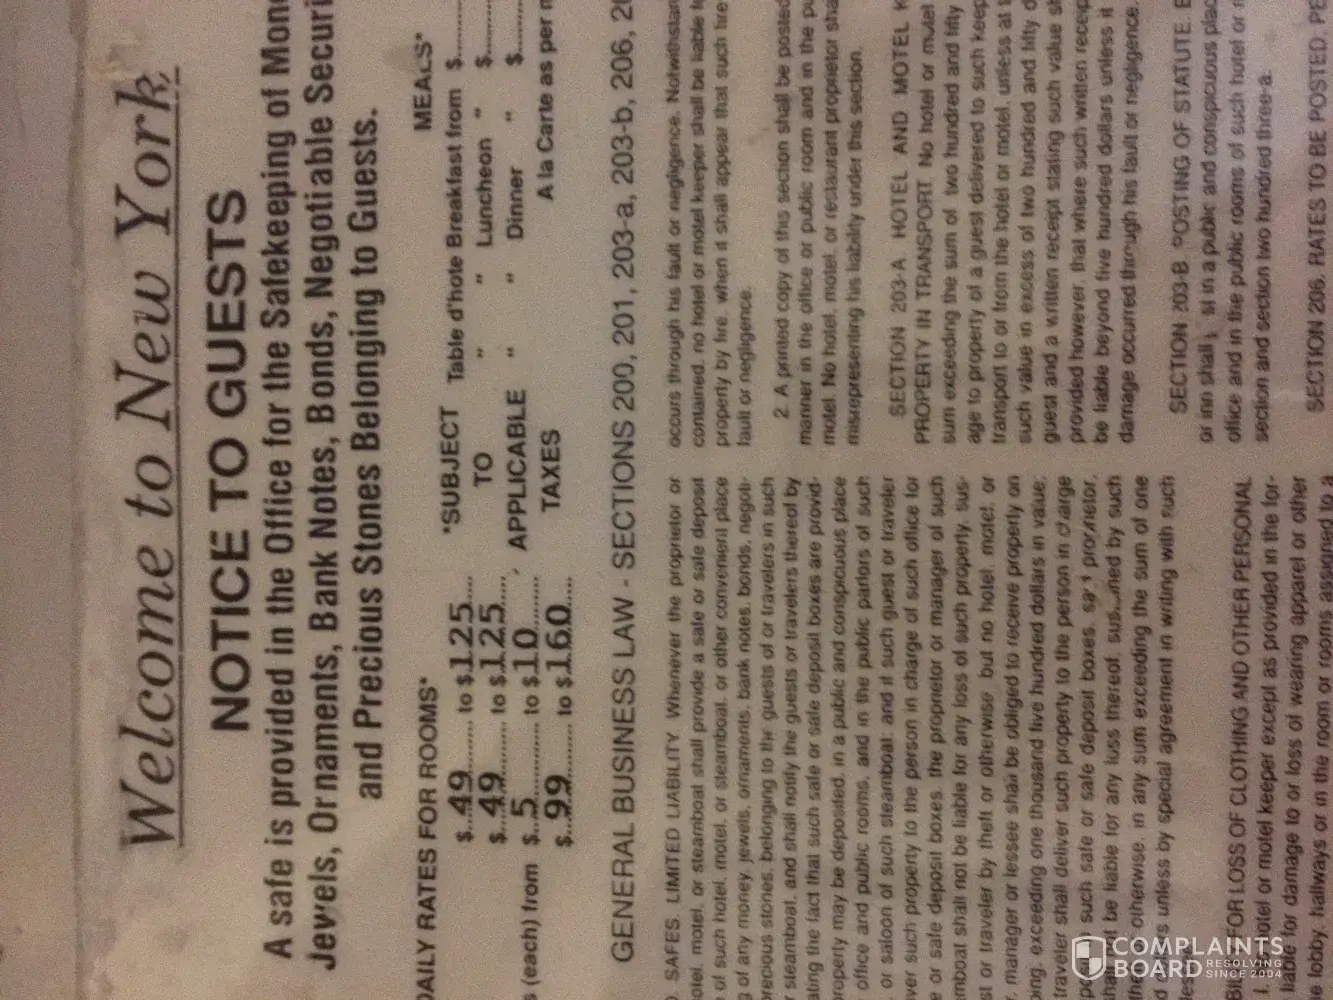 Welcome to New York
NOTICE TO GUESTS
A safe is provided in the Office for the Safekeeping of
Jewels, Ornaments, Bank Notes, Bonds, Negotiable
and Precious Stones Belonging to Guests.
DAILY RATES FOR ROOMS*
$....49........ to $125....
$....49........ to $125....
(each) from $...5......... to $10.......
$...99......... to $160....
*SUBJECT
TO
APPLICABLE
TAXES
MEALS*
Table d'hote Breakfast from $
" " Luncheon " $
" " Dinner " $
A la Carte as per
GENERAL BUSINESS LAW - SECTIONS 200, 201, 203-a, 203-b, 206,
SAFES. LIMITED LIABILITY. Whenever the proprietor or
motel, or steamboat shall provide a safe or safe deposit
of such hotel, motel, or steamboat, or other convenient place
of any money, jewels, ornaments, bank notes, bonds, negoti-
precious stones, belonging to the guests of or travelers in such
steamboat, and shall notify the guests or travelers thereof by
the fact that such safe or safe deposit boxes are provid-
may be deposited, in a public and conspicuous place
office and public rooms, and in the public parlors of such
or saloon of such steamboat; and if such guest or traveler
such property to the person in charge of such office for
or safe deposit boxes, the proprietor or manager of such
shall not be liable for any loss of such property, sus-
or traveler by theft or otherwise, but no hotel, motel, or
manager or lessee shall be obliged to receive property on
exceeding one thousand five hundred dollars in value;
shall deliver such property to the person in charge
such safe or safe deposit boxes, said proprietor,
be liable for any loss thereof, sustained by such
otherwise, in any sum exceeding the sum of one
unless by special agreement in writing with such
FOR LOSS OF CLOTHING AND OTHER PERSONAL
hotel or motel keeper except as provided in the for-
liable for damage to or loss of wearing apparel or other
lobby, hallways or in the room or rooms assigned to a
occurs through his fault or negligence.
contained, no hotel or motel keeper shall be liable
property by fire, when it shall appear that such fire
fault or negligence.
2. A printed copy of this section shall be posted
manner in the office or public room and in the
motel. No hotel, motel, or restaurant proprietor
misrepresenting his liability under this section.
SECTION 203-A HOTEL AND MOTEL
PROPERTY IN TRANSPORT. No hotel or motel
sum exceeding the sum of two hundred and fifty
age to property of a guest delivered to such
transport to or from the hotel or motel, unless at
such value in excess of two hundred and fifty
guest and a written receipt stating such value
provided however, that where such written
be liable beyond five hundred dollars unless it
damage occurred through his fault or negligence.
SECTION 203-B POSTING OF STATUTE.
or inn shall in a public and conspicuous
office and in the public rooms of such hotel or
section and section two hundred three-a.
SECTION 206. RATES TO BE POSTED.
COMPLAINTS
BOARD RESOLVING
SINCE 2004